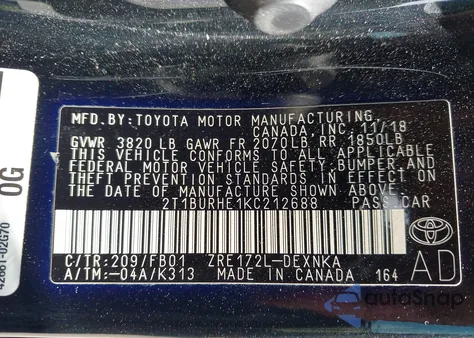 MFD.BY:TOYOTA MOTOR MANUFACTURING,
CANADA, INC. 11/18
GVWR 3820 LB GAWR FR 2070LB RR 1850LB
THIS VEHICLE CONFORMS TO ALL APPLICABLE
FEDERAL MOTOR VEHICLE SAFETY, BUMPER, AND
THEFT PREVENTION STANDARDS IN EFFECT ON
THE DATE OF MANUFACTURE SHOWN ABOVE.
2T1BURHE1KC212688 PASS.CAR
C/TR:209/FB01 ZRE172L-DEXNKA
A/TM:-04A/K313 MADE IN CANADA 164
AD
TOYOTA
0G
42661-02G70
autoSnap